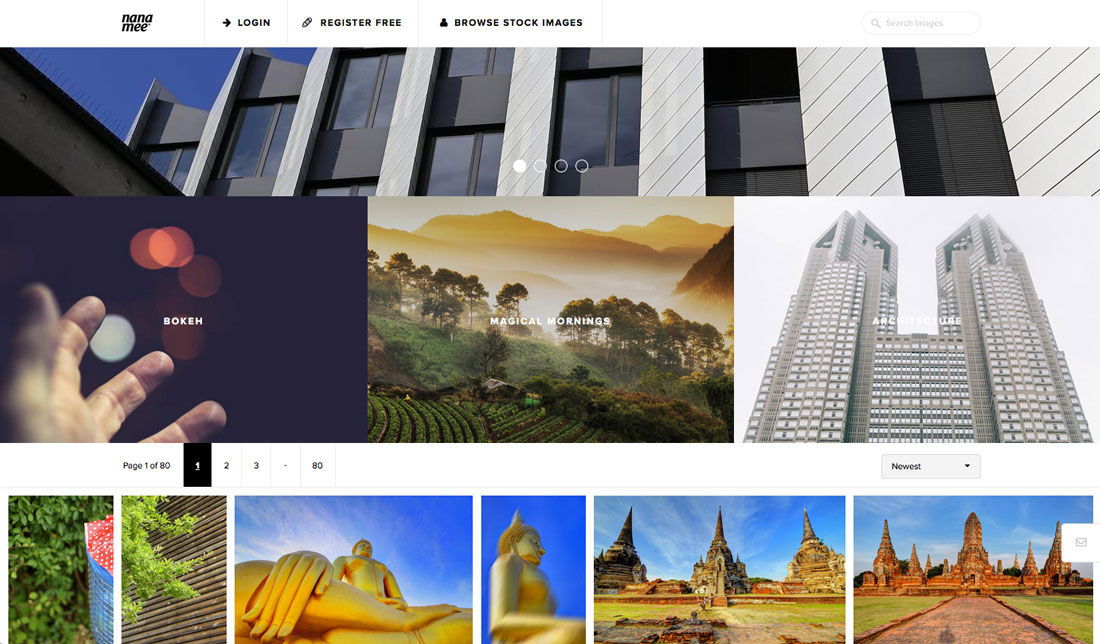 nana
mee
LOGIN
REGISTER FREE
BROWSE STOCK IMAGES
Search Images
BOKEH
MAGICAL MORNINGS
ARCHITECTURE
Page 1 of 80
1
2
3
-
80
Newest